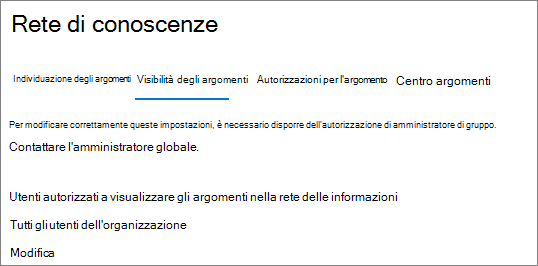 Rete di conoscenze
Individuazione degli argomenti Visibilità degli argomenti Autorizzazioni per l'argomento Centro argomenti
Per modificare correttamente queste impostazioni, è necessario disporre dell'autorizzazione di amministratore di gruppo.
Contattare l'amministratore globale.
Utenti autorizzati a visualizzare gli argomenti nella rete delle informazioni
Tutti gli utenti dell'organizzazione
Modifica